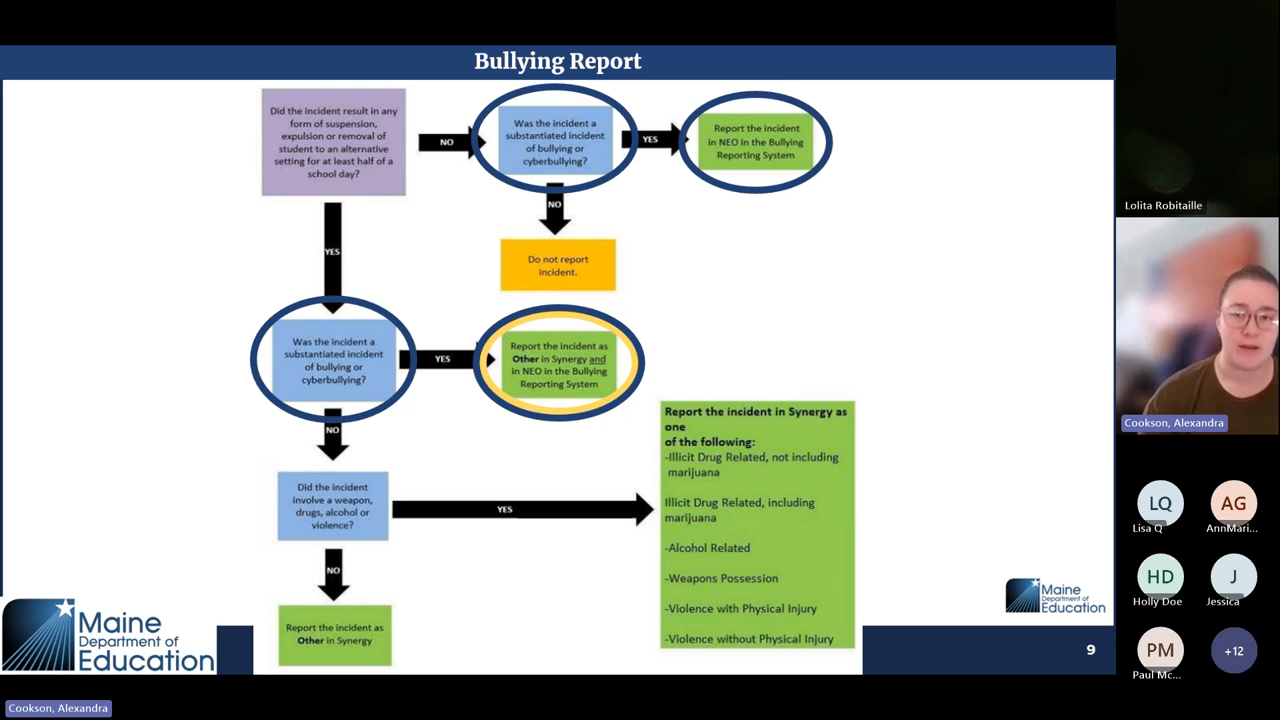 Bullying Report
Did the incident result in any
form of suspension,
expulsion or removal of
student to an alternative
setting for at least half of a
school day?
NO
Was the incident a
substantiated incident
of bullying or
cyberbullying?
YES
Report the incident
in NEO in the Bullying
Reporting System
NO
Do not report
incident.
YES
Was the incident a
substantiated incident
of bullying or
cyberbullying?
YES
Report the incident as
Other in Synergy and
in NEO in the Bullying
Reporting System
NO
Did the incident
involve a weapon,
drugs, alcohol or
violence?
YES
Report the incident in Synergy as
one
of the following:
-Illicit Drug Related, not including
marijuana
Illicit Drug Related, including
marijuana
-Alcohol Related
-Weapons Possession
-Violence with Physical Injury
-Violence without Physical Injury
NO
Report the incident as
Other in Synergy
Maine
Department of
Education
Maine
Department of
Education
9
Lolita Robitaille
Cookson, Alexandra
LQ
Lisa Q
AG
AnnMari...
HD
Holly Doe
J
Jessica
PM
Paul Mc...
+12
Cookson, Alexandra